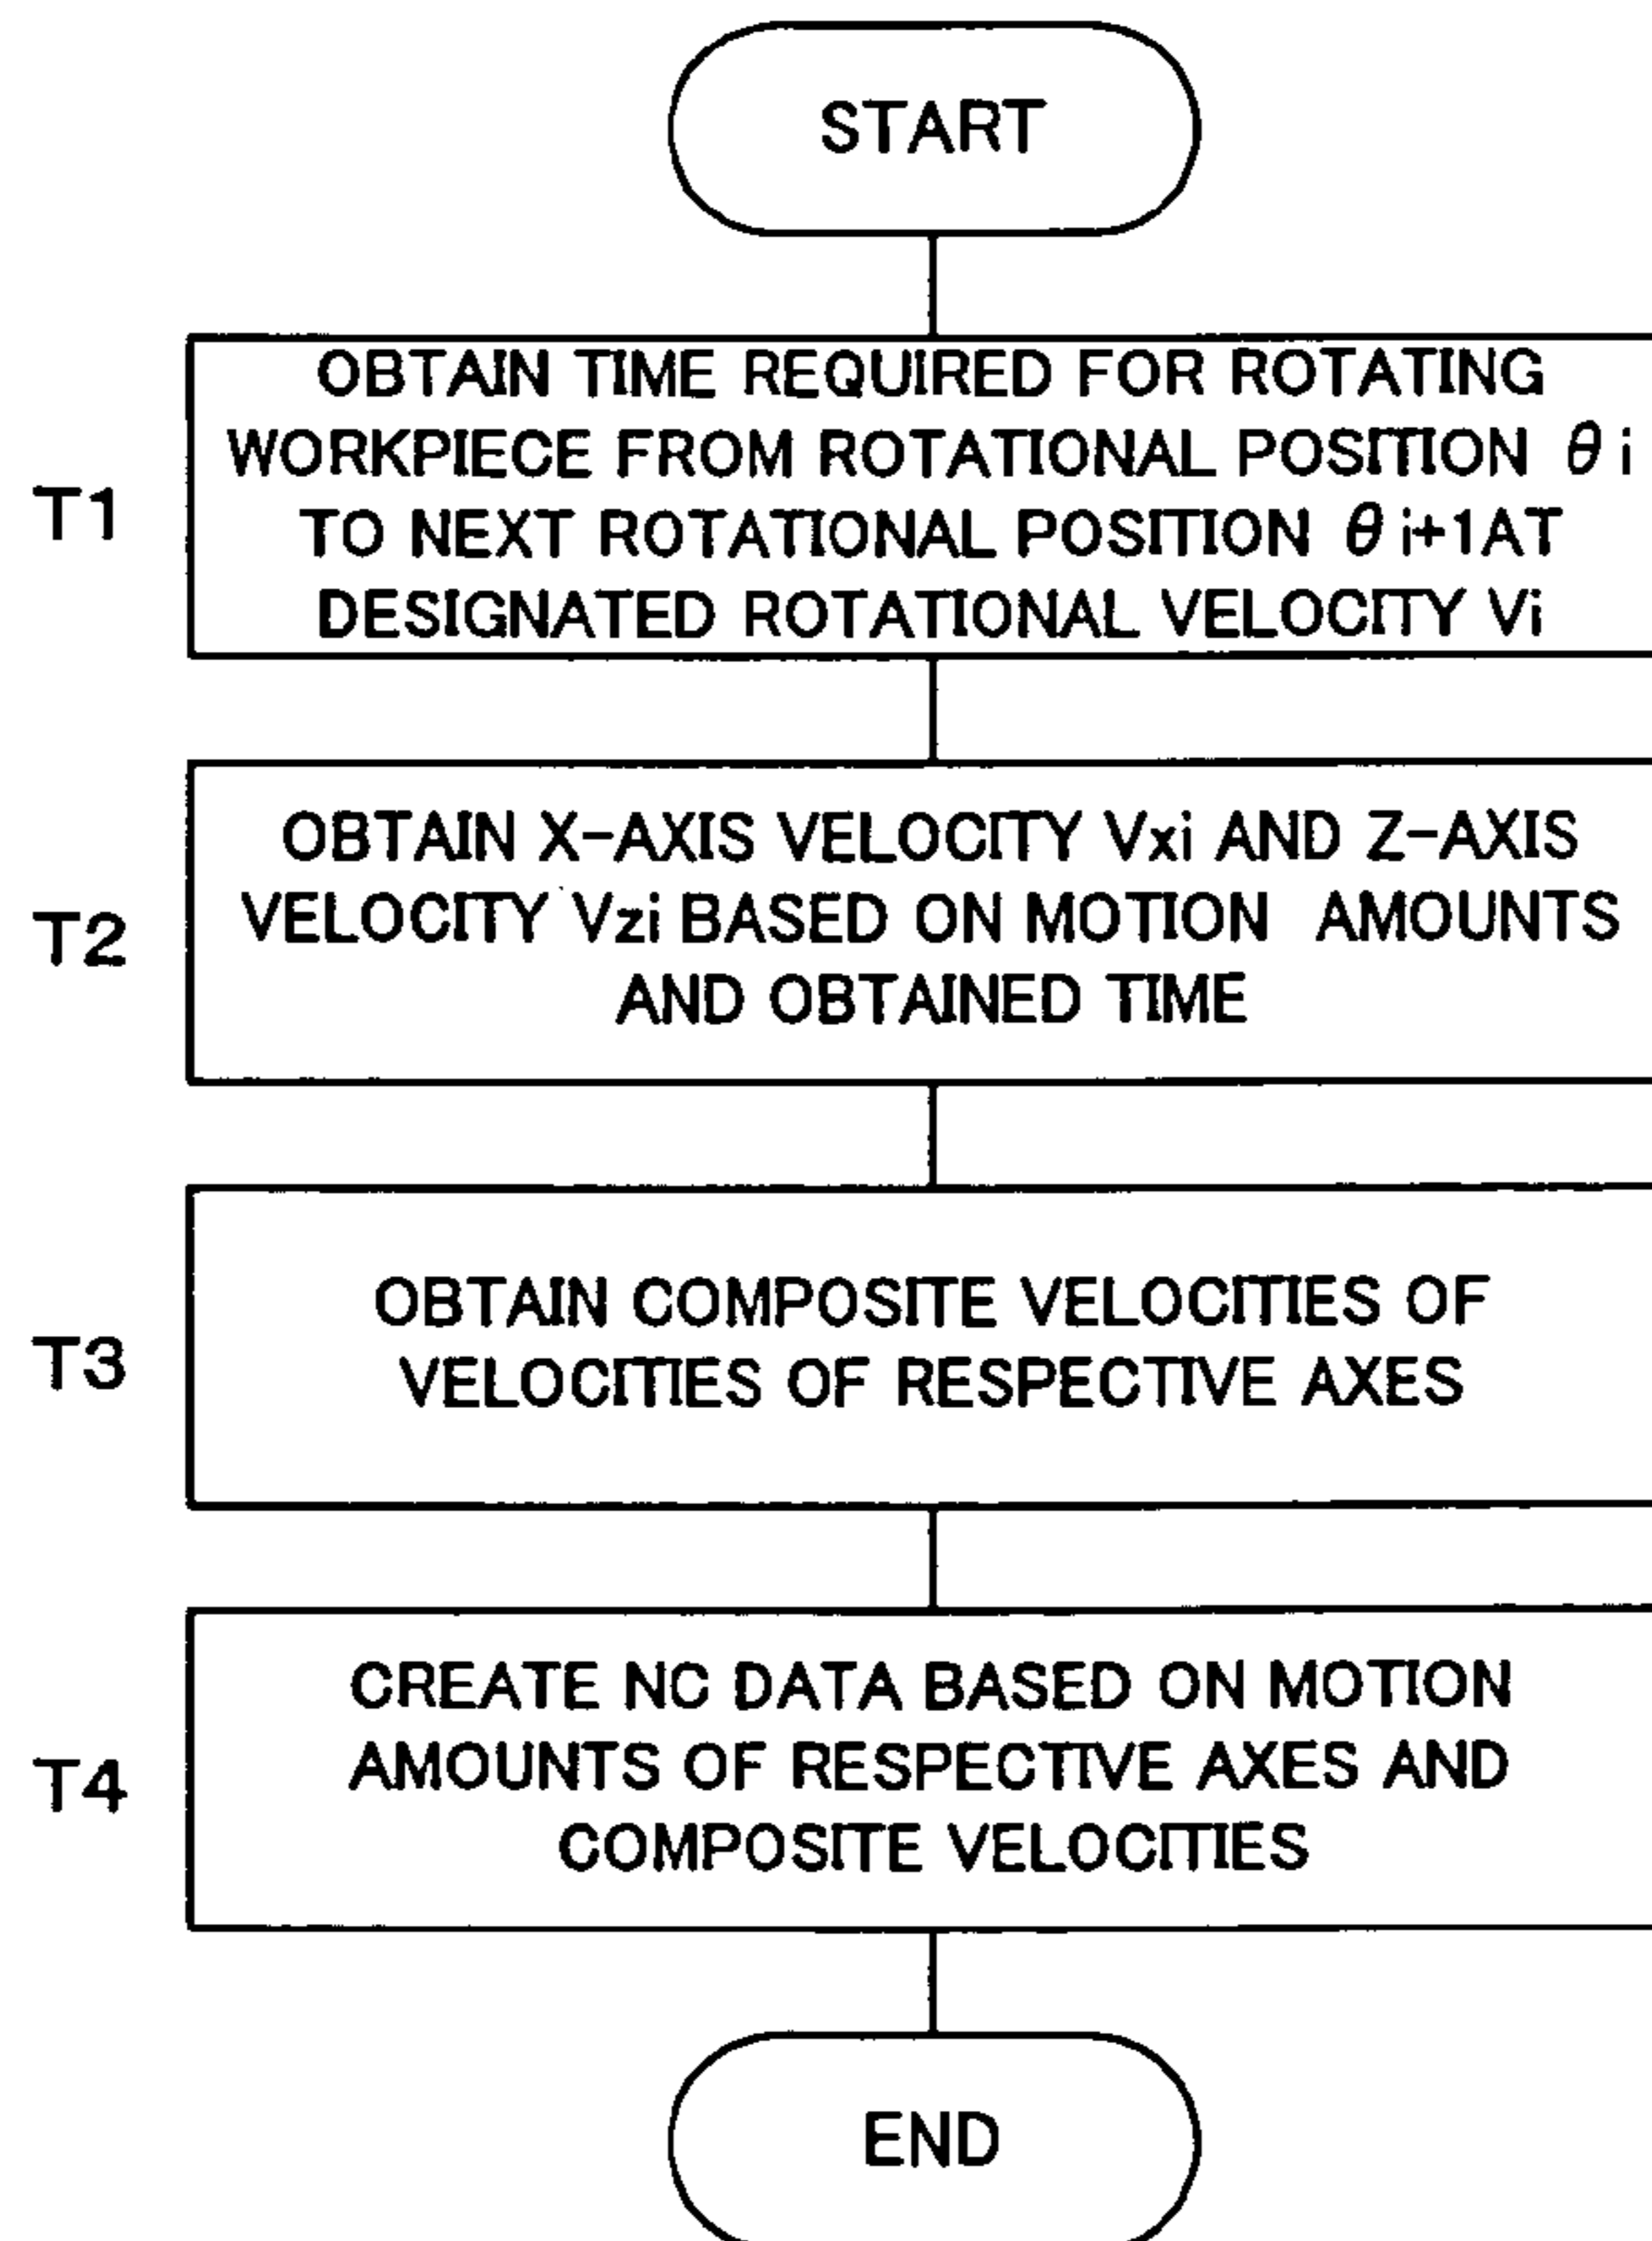 START
T1
OBTAIN TIME REQUIRED FOR ROTATING
WORKPIECE FROM ROTATIONAL POSITION θi
TO NEXT ROTATIONAL POSITION θi+1AT
DESIGNATED ROTATIONAL VELOCITY Vi
T2
OBTAIN X-AXIS VELOCITY Vxi AND Z-AXIS
VELOCITY Vzi BASED ON MOTION AMOUNTS
AND OBTAINED TIME
T3
OBTAIN COMPOSITE VELOCITIES OF
VELOCITIES OF RESPECTIVE AXES
T4
CREATE NC DATA BASED ON MOTION
AMOUNTS OF RESPECTIVE AXES AND
COMPOSITE VELOCITIES
END